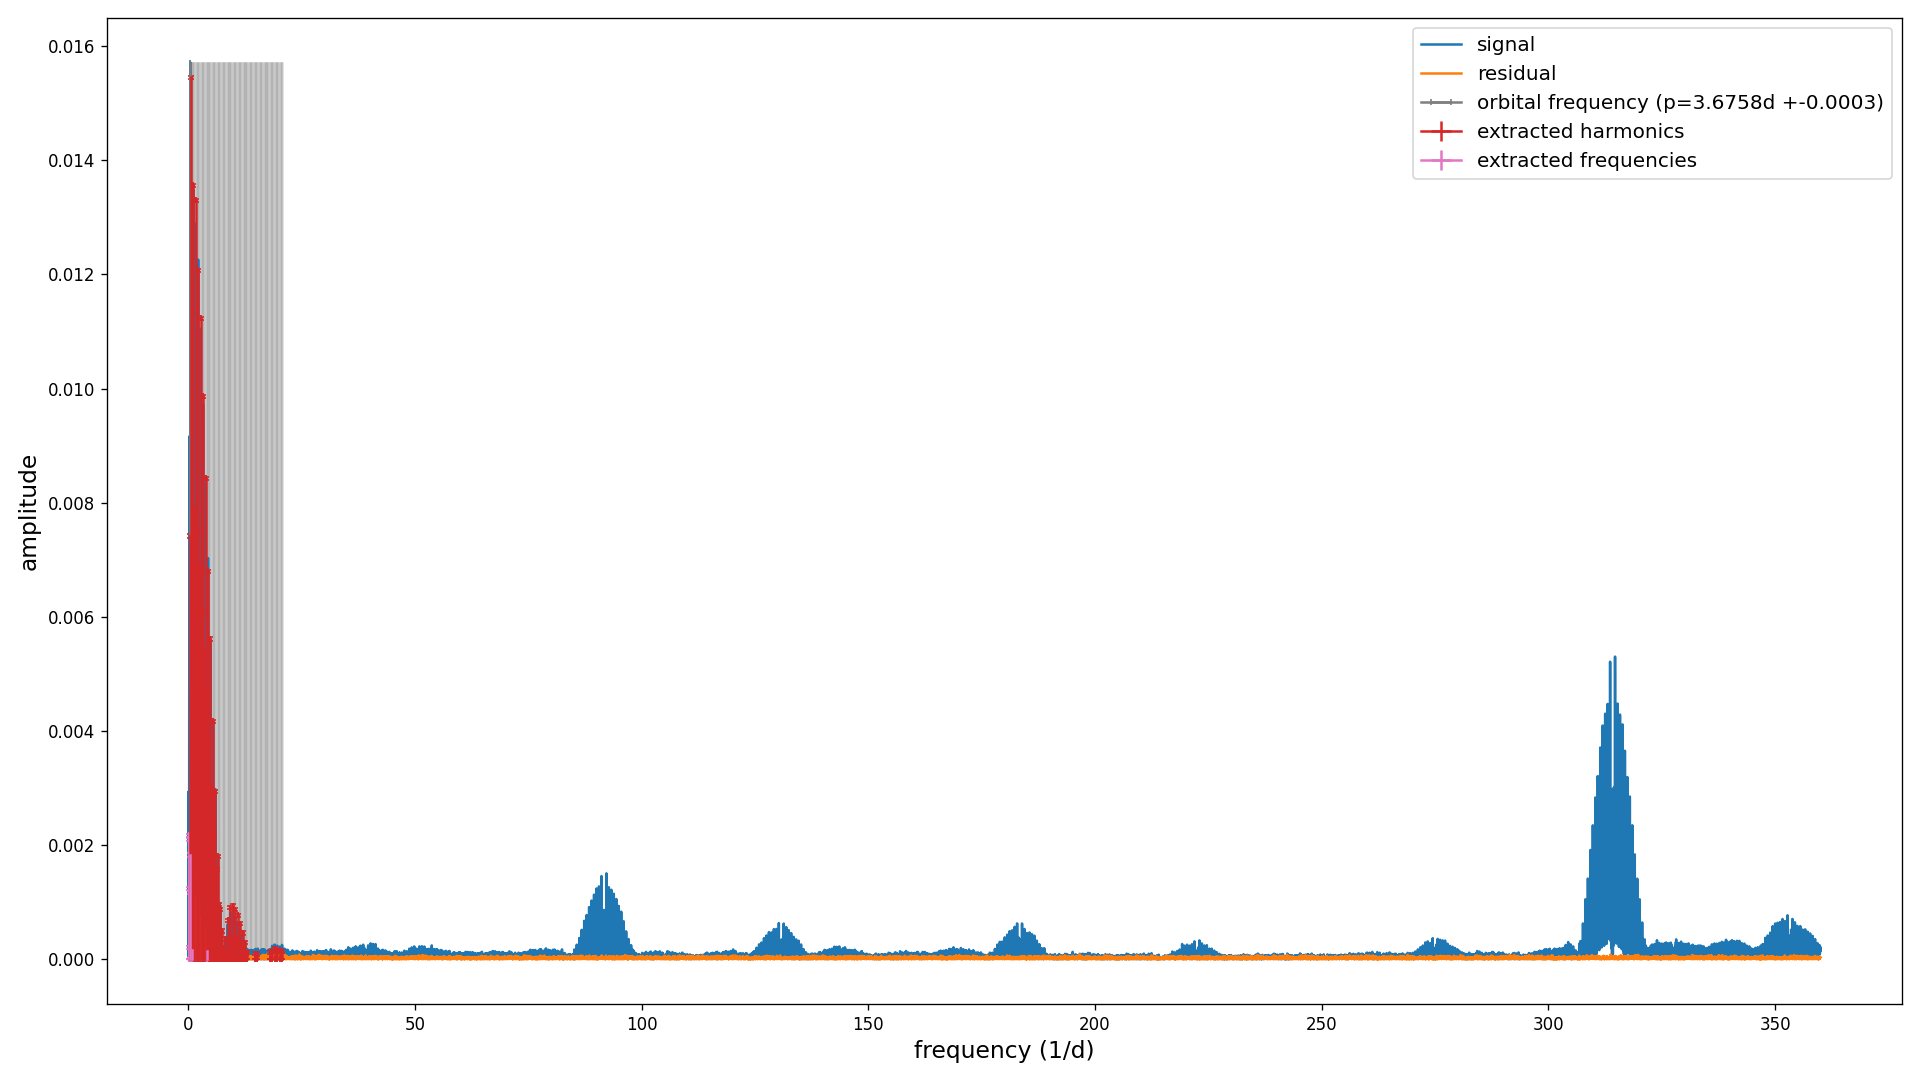 signal
residual
orbital frequency (p=3.6758d +-0.0003)
extracted harmonics
extracted frequencies
0.016
0.014
0.012
0.010
0.008
0.006
0.004
0.002
0.000
amplitude
0
50
100
150
200
250
300
350
frequency (1/d)